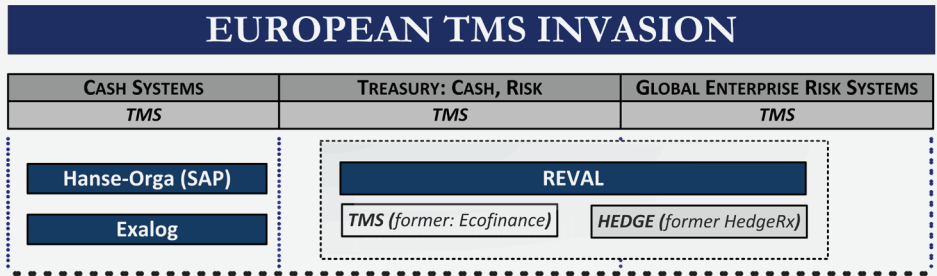 EUROPEAN TMS INVASION
CASH SYSTEMS
TREASURY: CASH, RISK
GLOBAL ENTERPRISE RISK SYSTEMS
TMS
TMS
TMS
Hanse-Orga (SAP)
REVAL
Exalog
TMS (former: Ecofinance)
HEDGE (former HedgeRx)